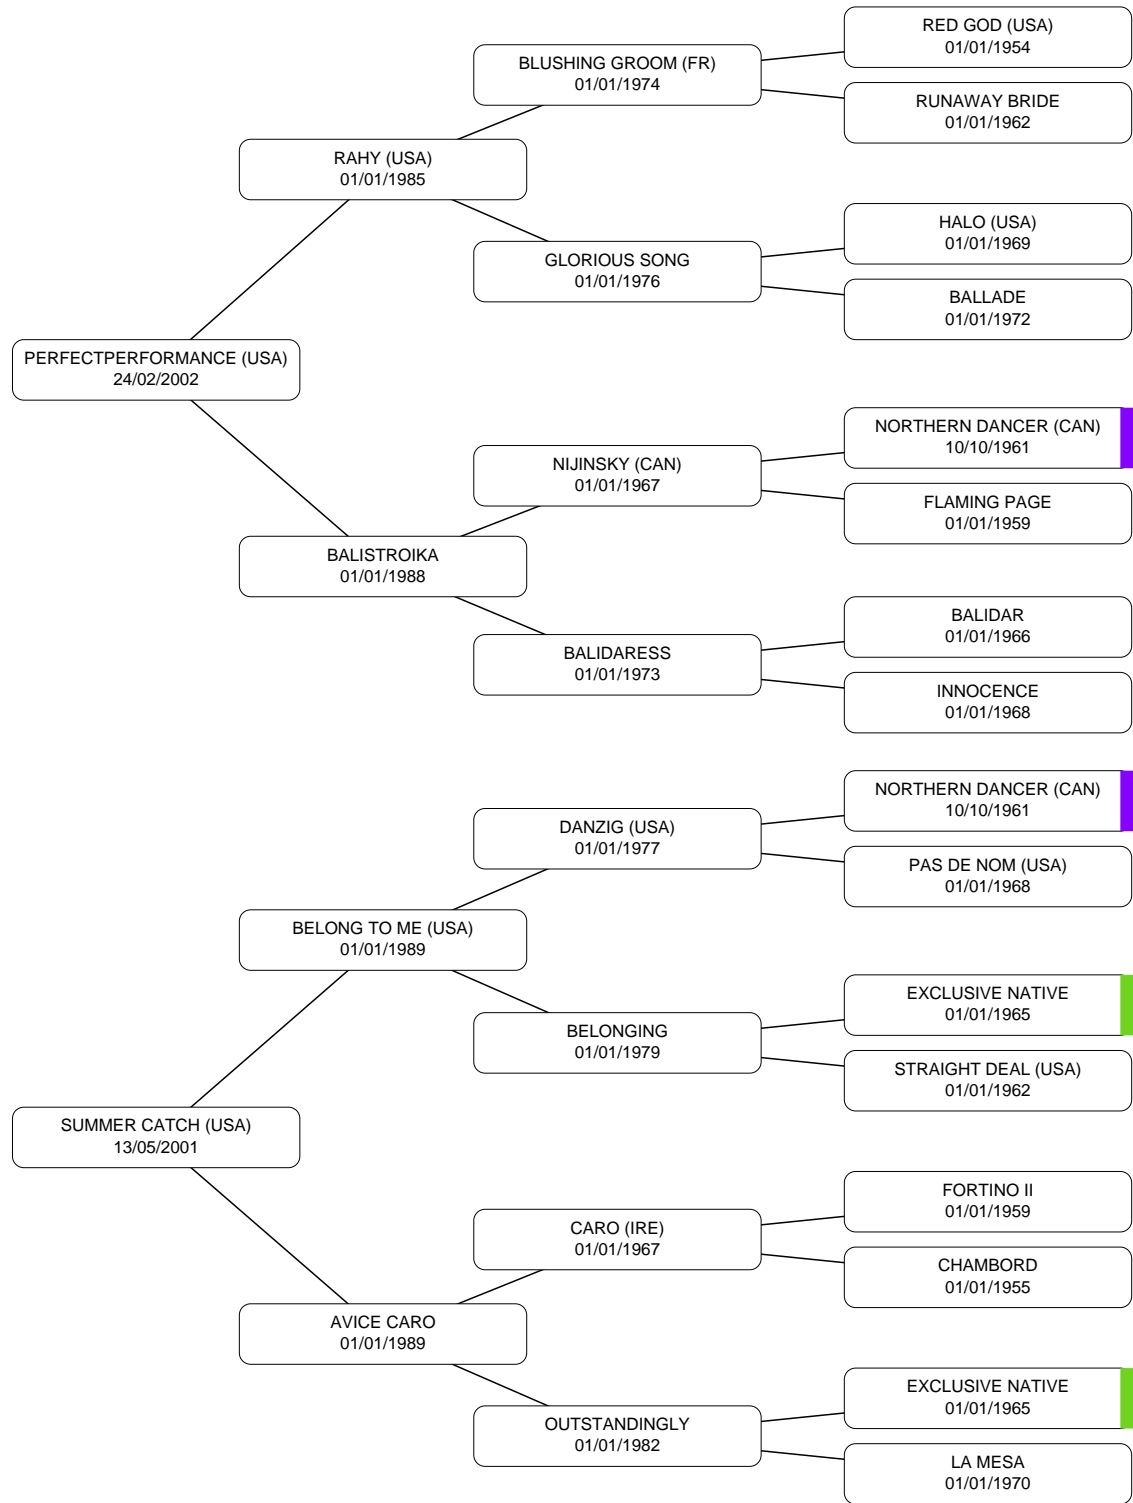 RED GOD (USA)
01/01/1954
BLUSHING GROOM (FR)
01/01/1974
RUNAWAY BRIDE
01/01/1962
RAHY (USA)
01/01/1985
HALO (USA)
01/01/1969
GLORIOUS SONG
01/01/1976
BALLADE
01/01/1972
PERFECTPERFORMANCE (USA)
24/02/2002
NORTHERN DANCER (CAN)
10/10/1961
NIJINSKY (CAN)
01/01/1967
FLAMING PAGE
01/01/1959
BALISTROIKA
01/01/1988
BALIDAR
01/01/1966
BALIDARESS
01/01/1973
INNOCENCE
01/01/1968
NORTHERN DANCER (CAN)
10/10/1961
DANZIG (USA)
01/01/1977
PAS DE NOM (USA)
01/01/1968
BELONG TO ME (USA)
01/01/1989
EXCLUSIVE NATIVE
01/01/1965
BELONGING
01/01/1979
STRAIGHT DEAL (USA)
01/01/1962
SUMMER CATCH (USA)
13/05/2001
FORTINO II
01/01/1959
CARO (IRE)
01/01/1967
CHAMBORD
01/01/1955
AVICE CARO
01/01/1989
EXCLUSIVE NATIVE
01/01/1965
OUTSTANDINGLY
01/01/1982
LA MESA
01/01/1970